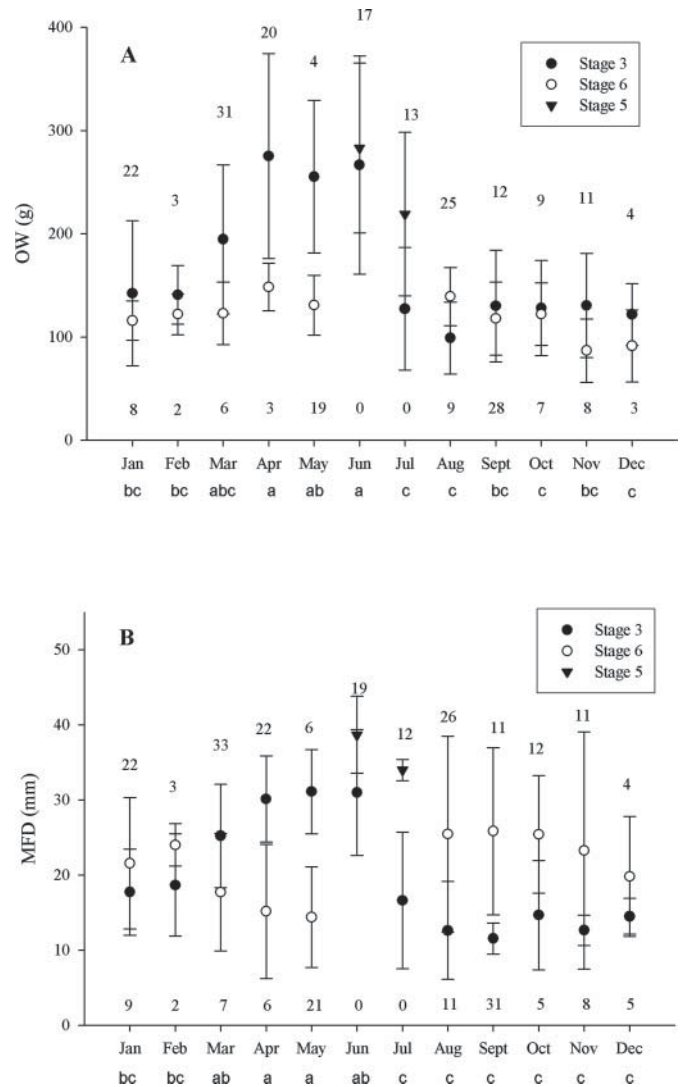 400
300
200
100
0
OW (g)
A
Stage 3
Stage 6
Stage 5
22 3 31 20 4 17 13 25 12 9 11 4
8 2 6 3 19 0 0 9 28 7 8 3
Jan Feb Mar Apr May Jun Jul Aug Sept Oct Nov Dec
bc bc abc a ab a c c bc c bc c
50
40
30
20
10
0
MFD (mm)
B
Stage 3
Stage 6
Stage 5
22 3 33 22 6 19 12 26 11 12 11 4
9 2 7 6 21 0 0 11 31 5 8 5
Jan Feb Mar Apr May Jun Jul Aug Sept Oct Nov Dec
bc bc ab a a ab c c c c c c